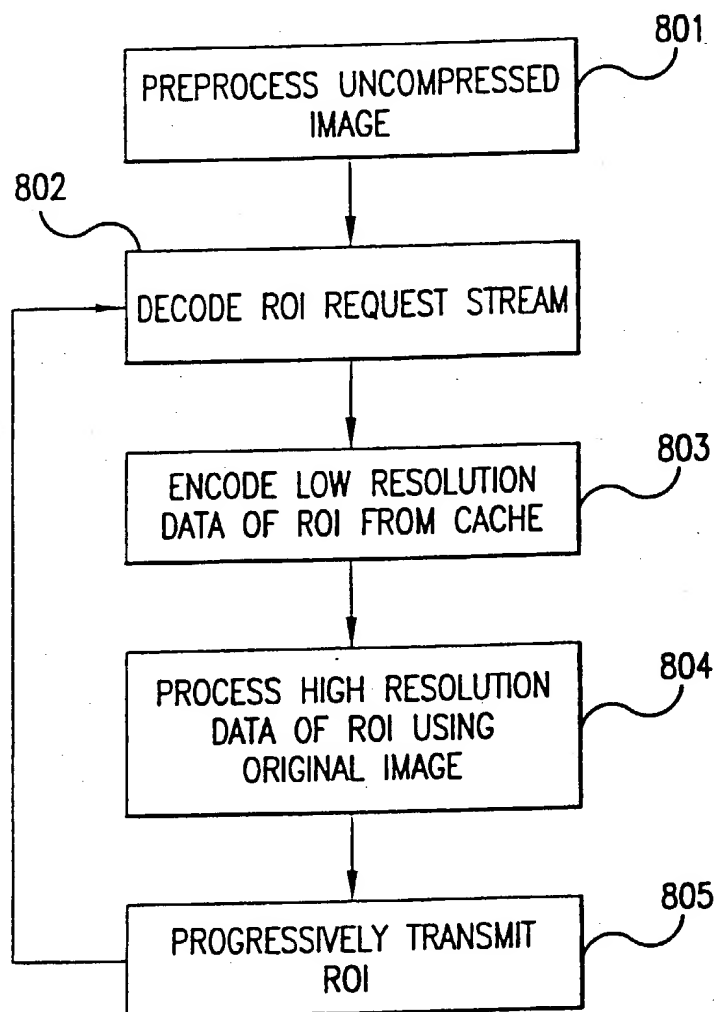 801
PREPROCESS UNCOMPRESSED
IMAGE
802
DECODE ROI REQUEST STREAM
803
ENCODE LOW RESOLUTION
DATA OF ROI FROM CACHE
804
PROCESS HIGH RESOLUTION
DATA OF ROI USING
ORIGINAL IMAGE
805
PROGRESSIVELY TRANSMIT
ROI